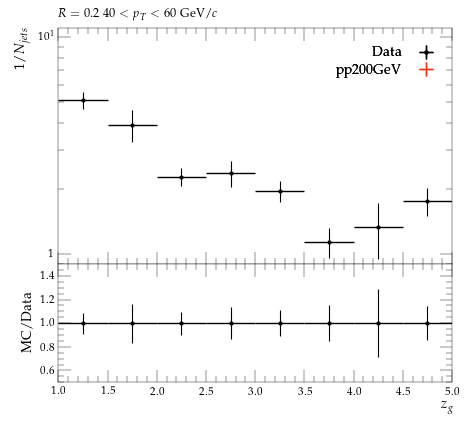 R = 0.2 40 < p_T < 60 GeV/c
1/N_jets
10^1
1
Data
pp200GeV
MC/Data
1.4
1.2
1.0
0.8
0.6
1.0 1.5 2.0 2.5 3.0 3.5 4.0 4.5 5.0
z_g